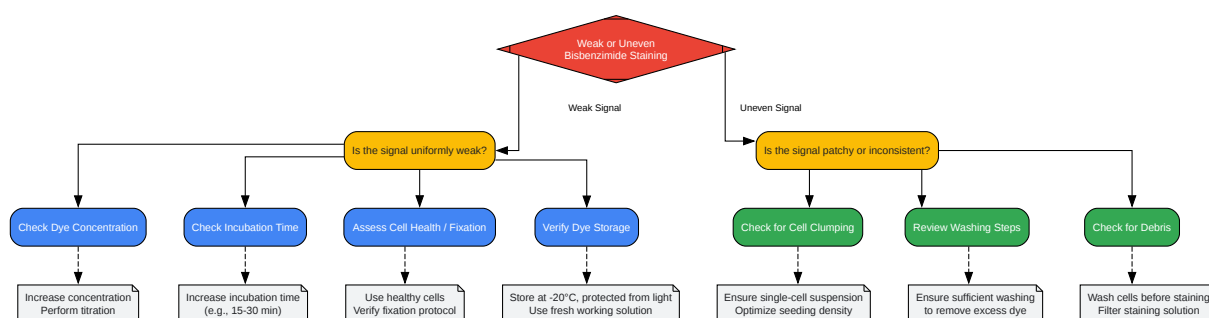 Weak or Uneven
Bisbenzimide Staining
Weak Signal
Uneven Signal
Is the signal uniformly weak?
Is the signal patchy or inconsistent?
Check Dye Concentration
Check Incubation Time
Assess Cell Health / Fixation
Verify Dye Storage
Check for Cell Clumping
Review Washing Steps
Check for Debris
Increase concentration
Perform titration
Increase incubation time
(e.g., 15-30 min)
Use healthy cells
Verify fixation protocol
Store at -20°C, protected from light
Use fresh working solution
Ensure single-cell suspension
Optimize seeding density
Ensure sufficient washing
to remove excess dye
Wash cells before staining
Filter staining solution